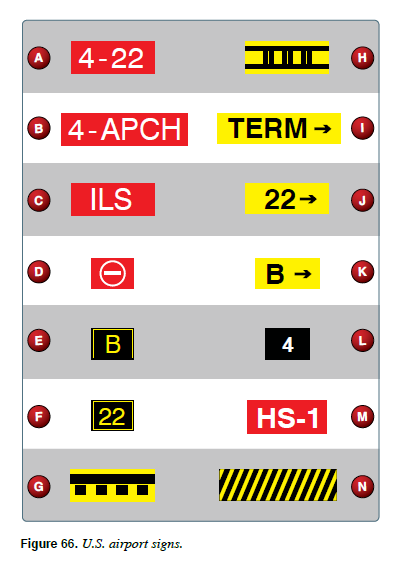 A 4-22 H
B 4-APCH TERM→ I
C ILS 22→ J
D B → K
E B 4 L
F 22 HS-1 M
G N
Figure 66. U.S. airport signs.